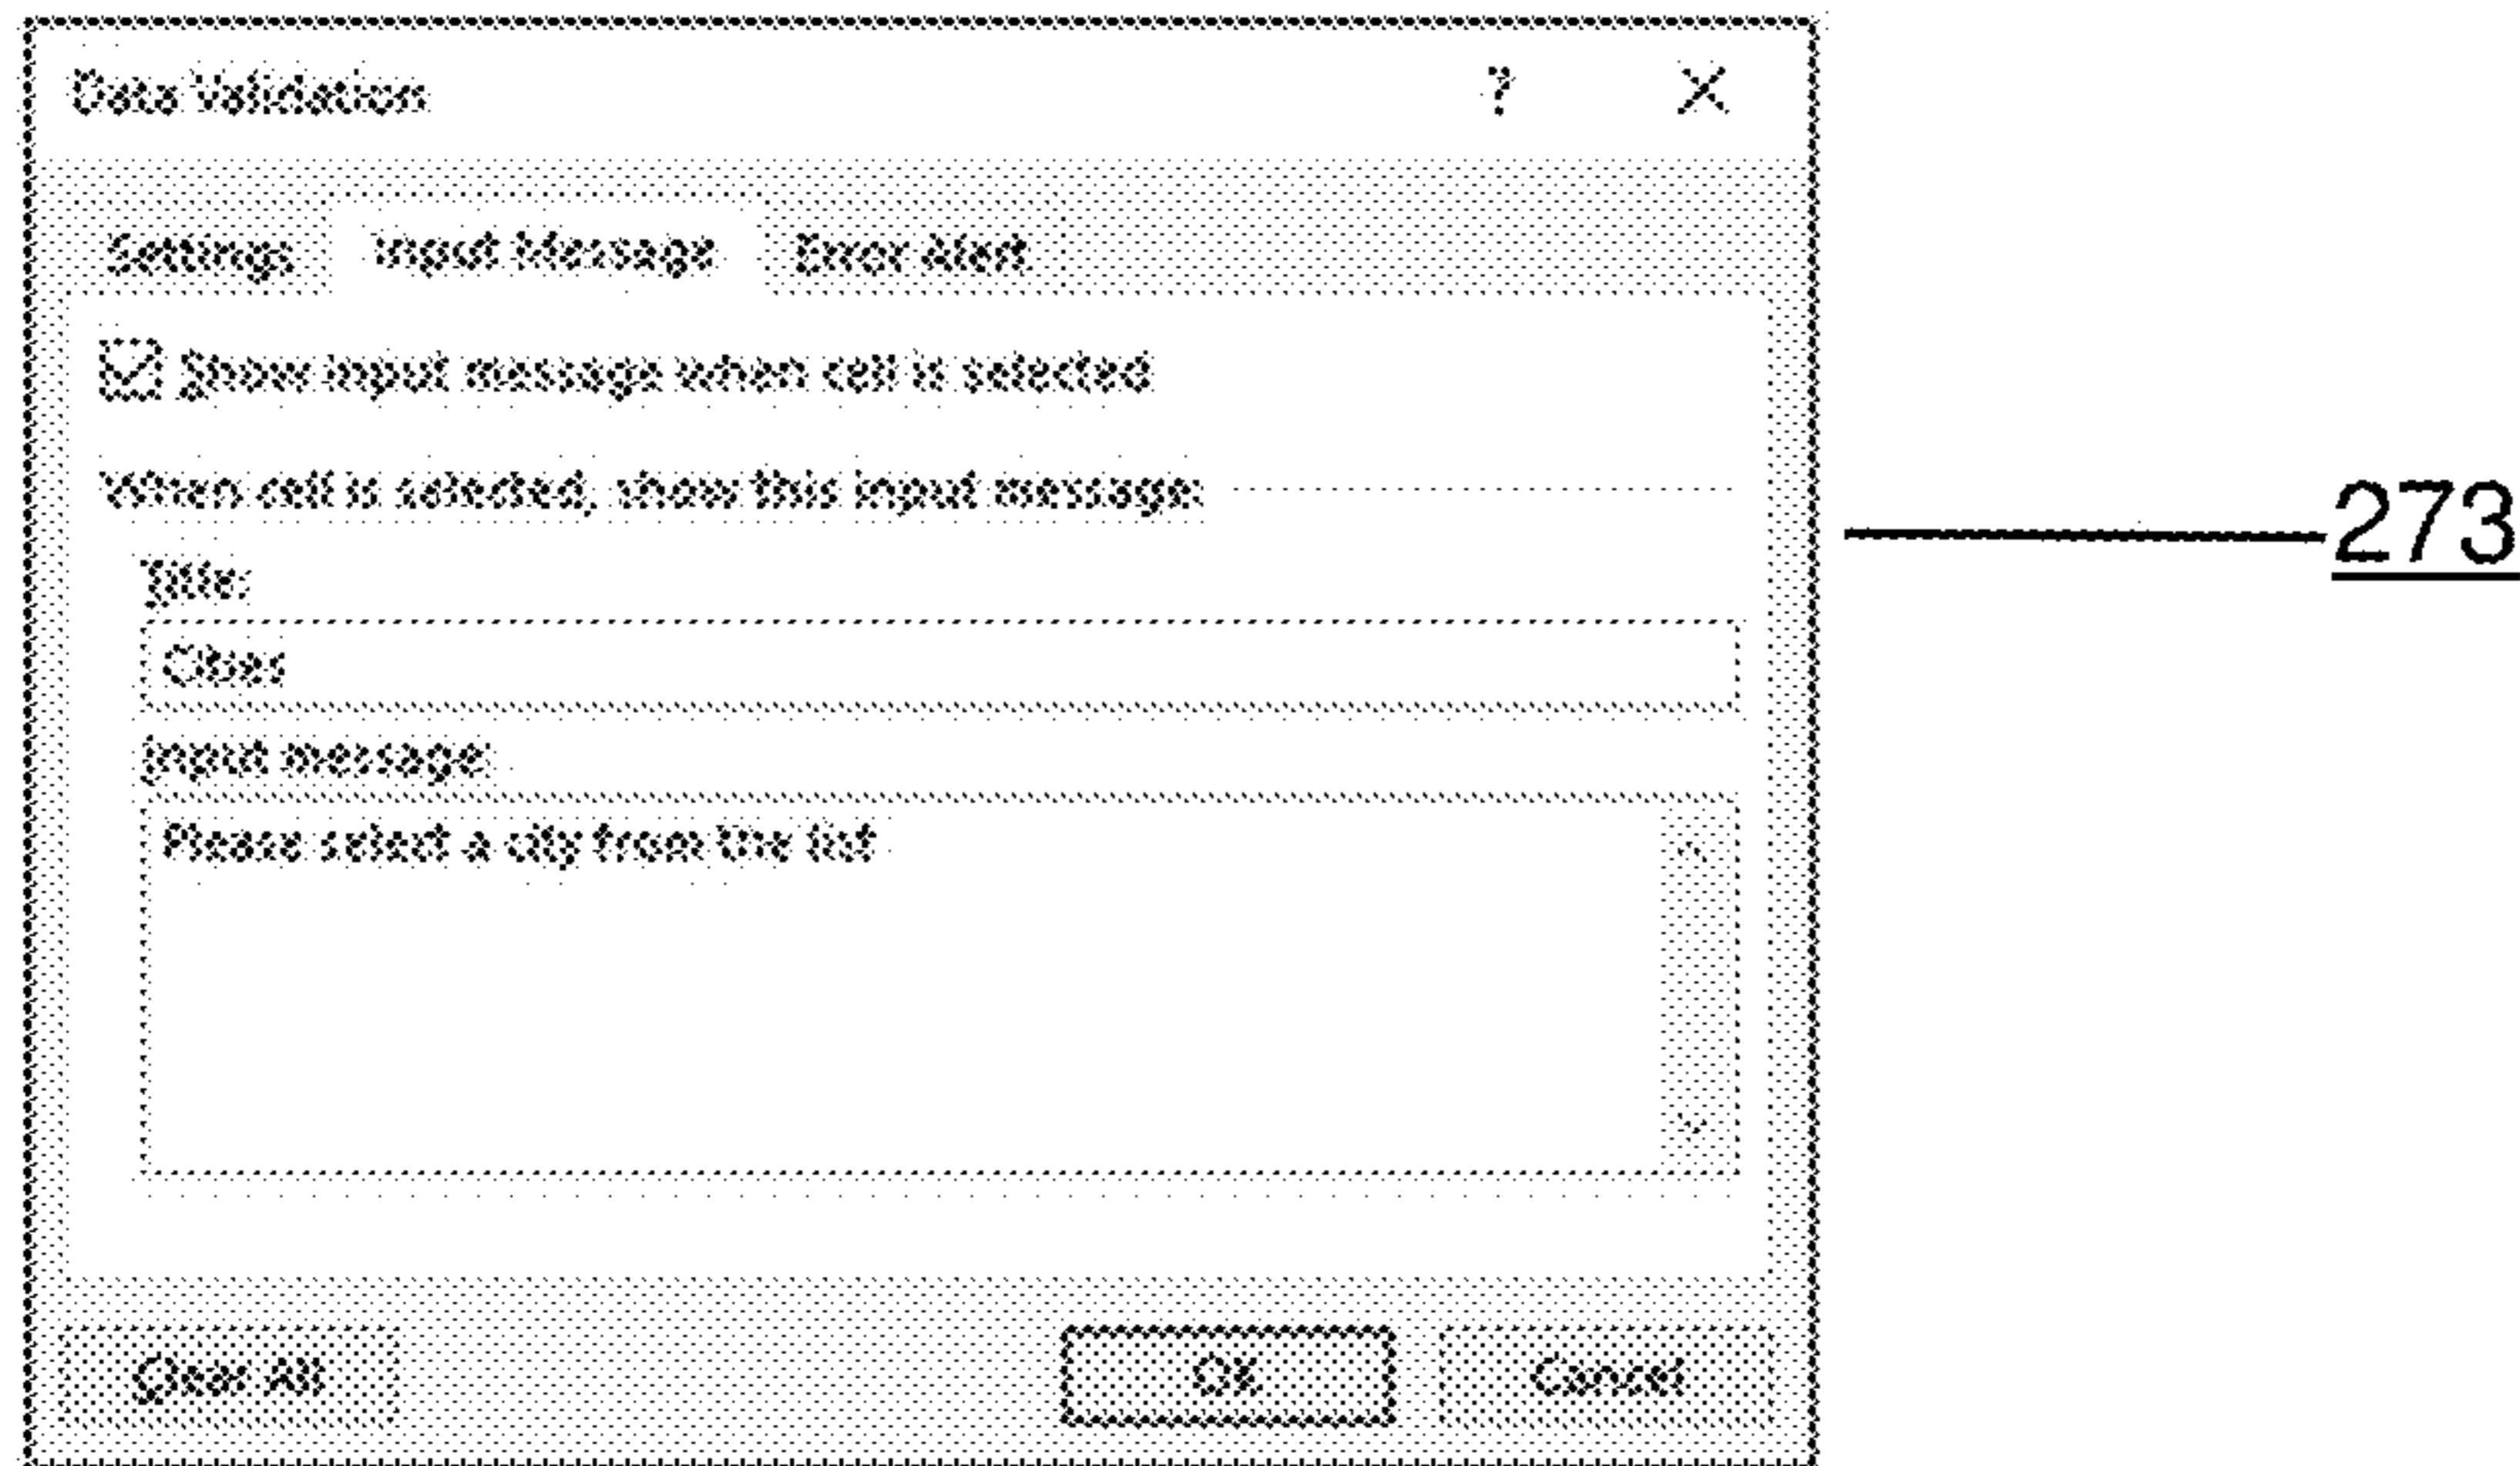 Data Validation ? X
Settings Input Message Error Alert
Show input message when cell is selected
When cell is selected, show this input message:
273
Title:
Cities
Input message:
Please select a city from the list
Clear All OK Cancel